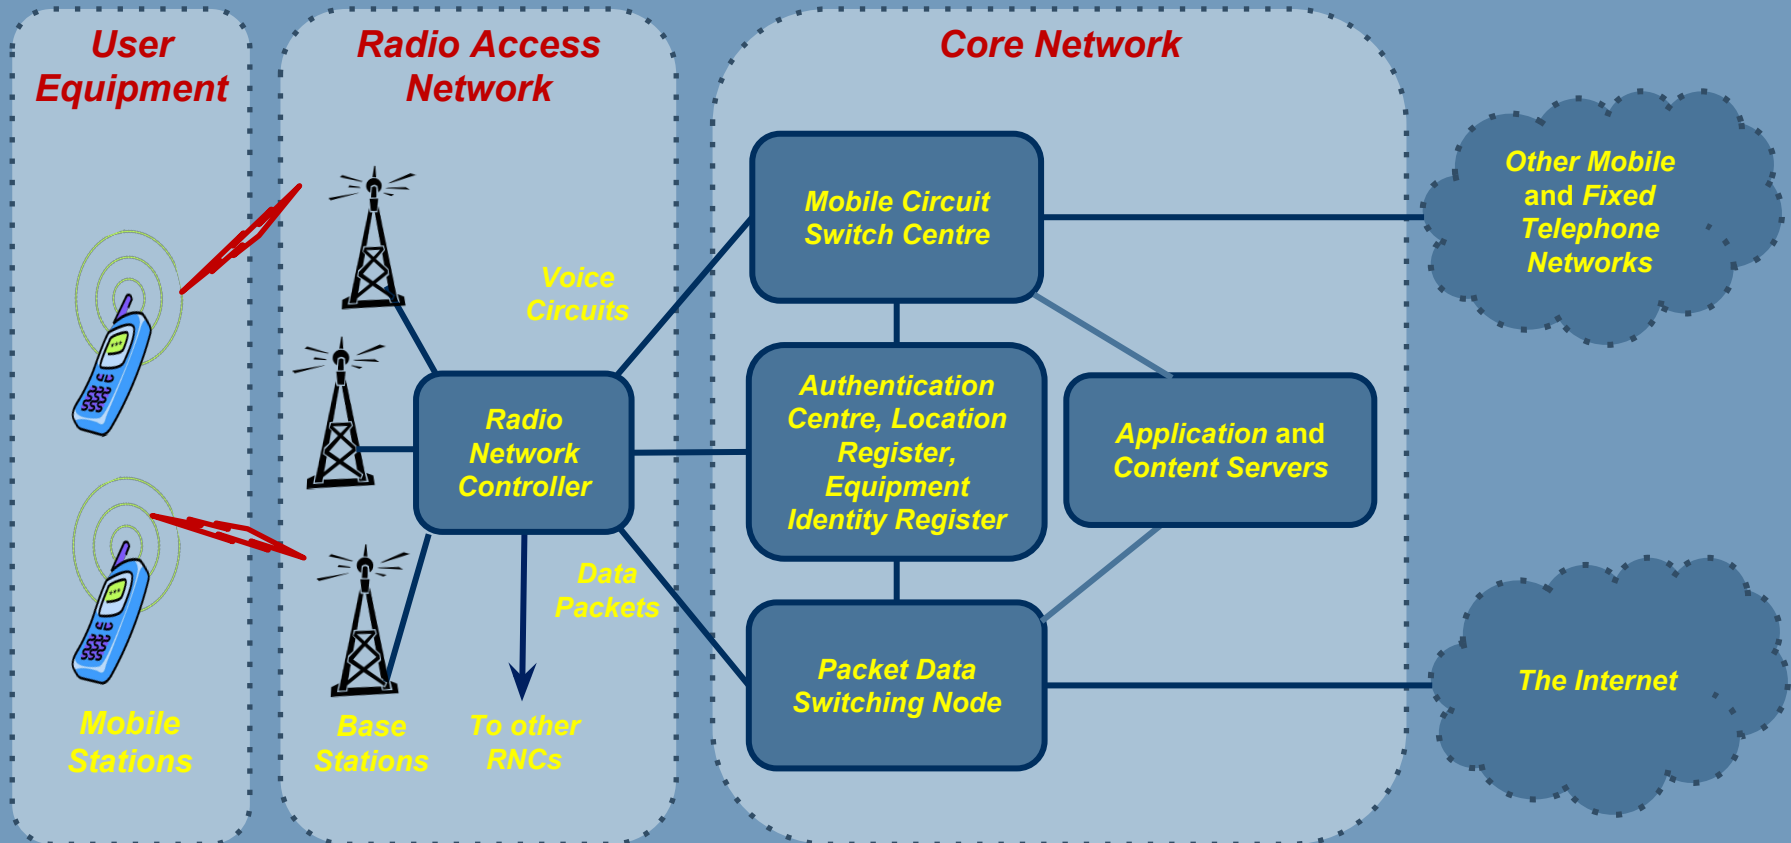 User
Equipment
Radio Access
Network
Core Network
Mobile Circuit
Switch Centre
Other Mobile
and Fixed
Telephone
Networks
Voice
Circuits
Radio
Network
Controller
Authentication
Centre, Location
Register,
Equipment
Identity Register
Application and
Content Servers
Data
Packets
Packet Data
Switching Node
The Internet
Mobile
Stations
Base
Stations
To other
RNCs